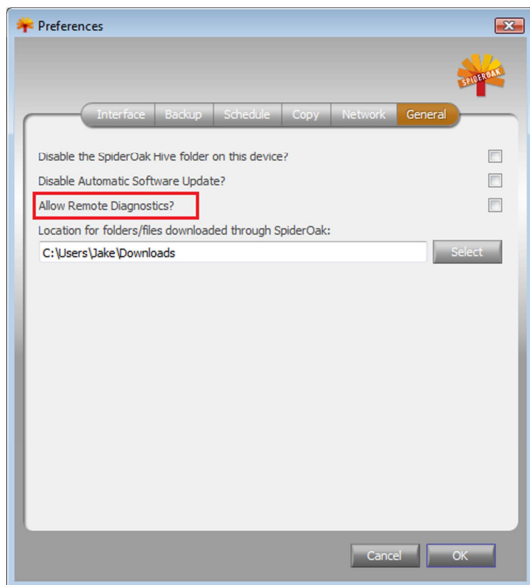 Preferences
SPIDEROAK
Interface Backup Schedule Copy Network General
Disable the SpiderOak Hive folder on this device?
Disable Automatic Software Update?
Allow Remote Diagnostics?
Location for folders/files downloaded through SpiderOak:
C:\Users\Jake\Downloads Select
Cancel OK